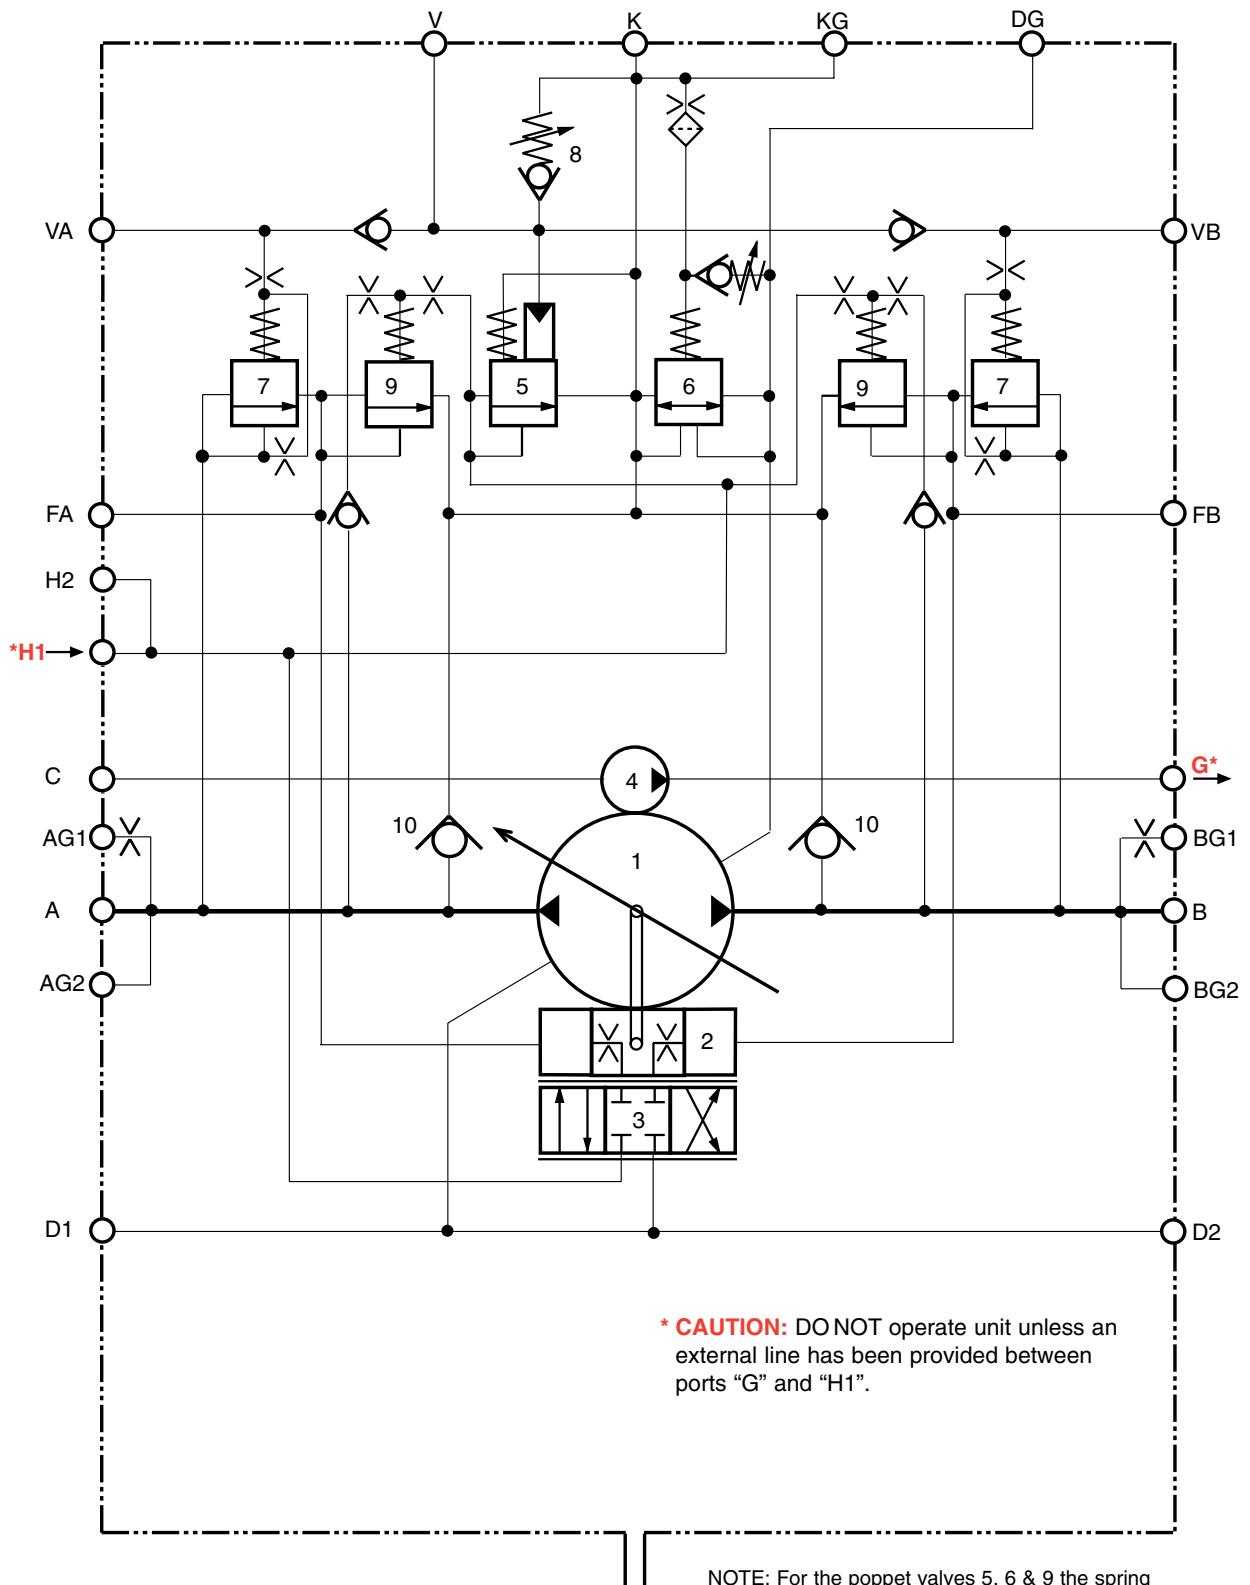 V K KG DG
8
VA VB
7 9 5 6 9 7
FA FB
H2
*H1
C 4 G*
AG1 10 1 10 BG1
A B
AG2 BG2
2
3
D1 D2
* CAUTION: DO NOT operate unit unless an
external line has been provided between
ports “G” and “H1”.
NOTE: For the poppet valves 5, 6 & 9 the spring